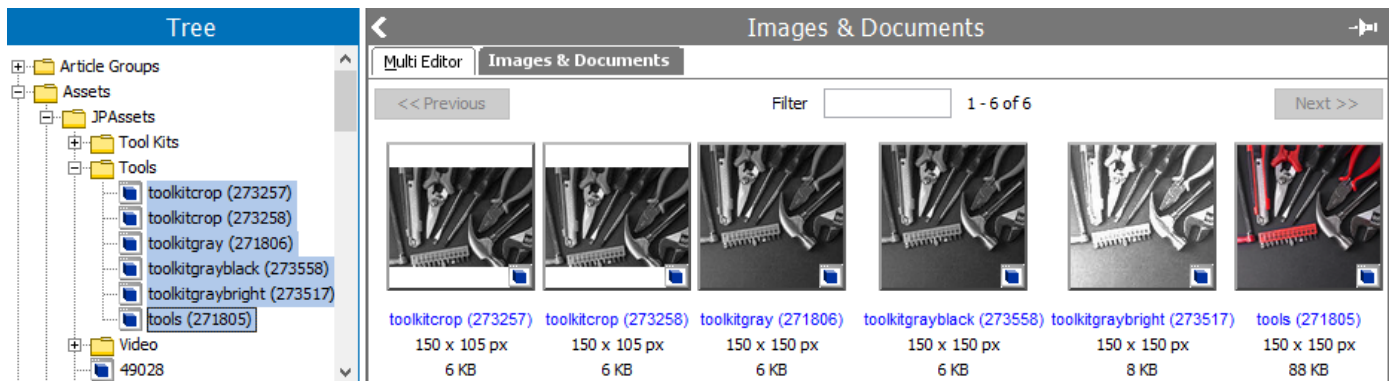 Tree
Article Groups
Assets
JPAssets
Tool Kits
Tools
toolkitcrop (273257)
toolkitcrop (273258)
toolkitgray (271806)
toolkitgrayblack (273558)
toolkitgraybright (273517)
tools (271805)
Video
49028
Images & Documents
Multi Editor Images & Documents
<< Previous Filter 1 - 6 of 6 Next >>
toolkitcrop (273257) toolkitcrop (273258) toolkitgray (271806) toolkitgrayblack (273558) toolkitgraybright (273517) tools (271805)
150 x 105 px 150 x 105 px 150 x 150 px 150 x 150 px 150 x 150 px 150 x 150 px
6 KB 6 KB 6 KB 6 KB 8 KB 88 KB